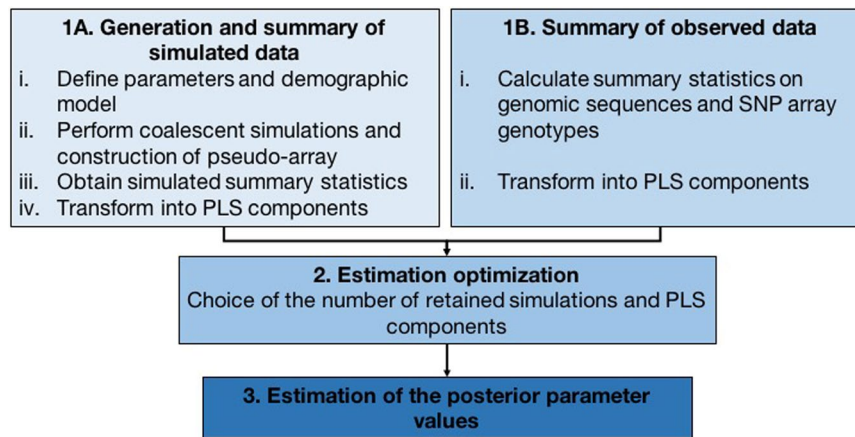 1A. Generation and summary of
simulated data
i. Define parameters and demographic
model
ii. Perform coalescent simulations and
construction of pseudo-array
iii. Obtain simulated summary statistics
iv. Transform into PLS components
1B. Summary of observed data
i. Calculate summary statistics on
genomic sequences and SNP array
genotypes
ii. Transform into PLS components
2. Estimation optimization
Choice of the number of retained simulations and PLS
components
3. Estimation of the posterior parameter
values